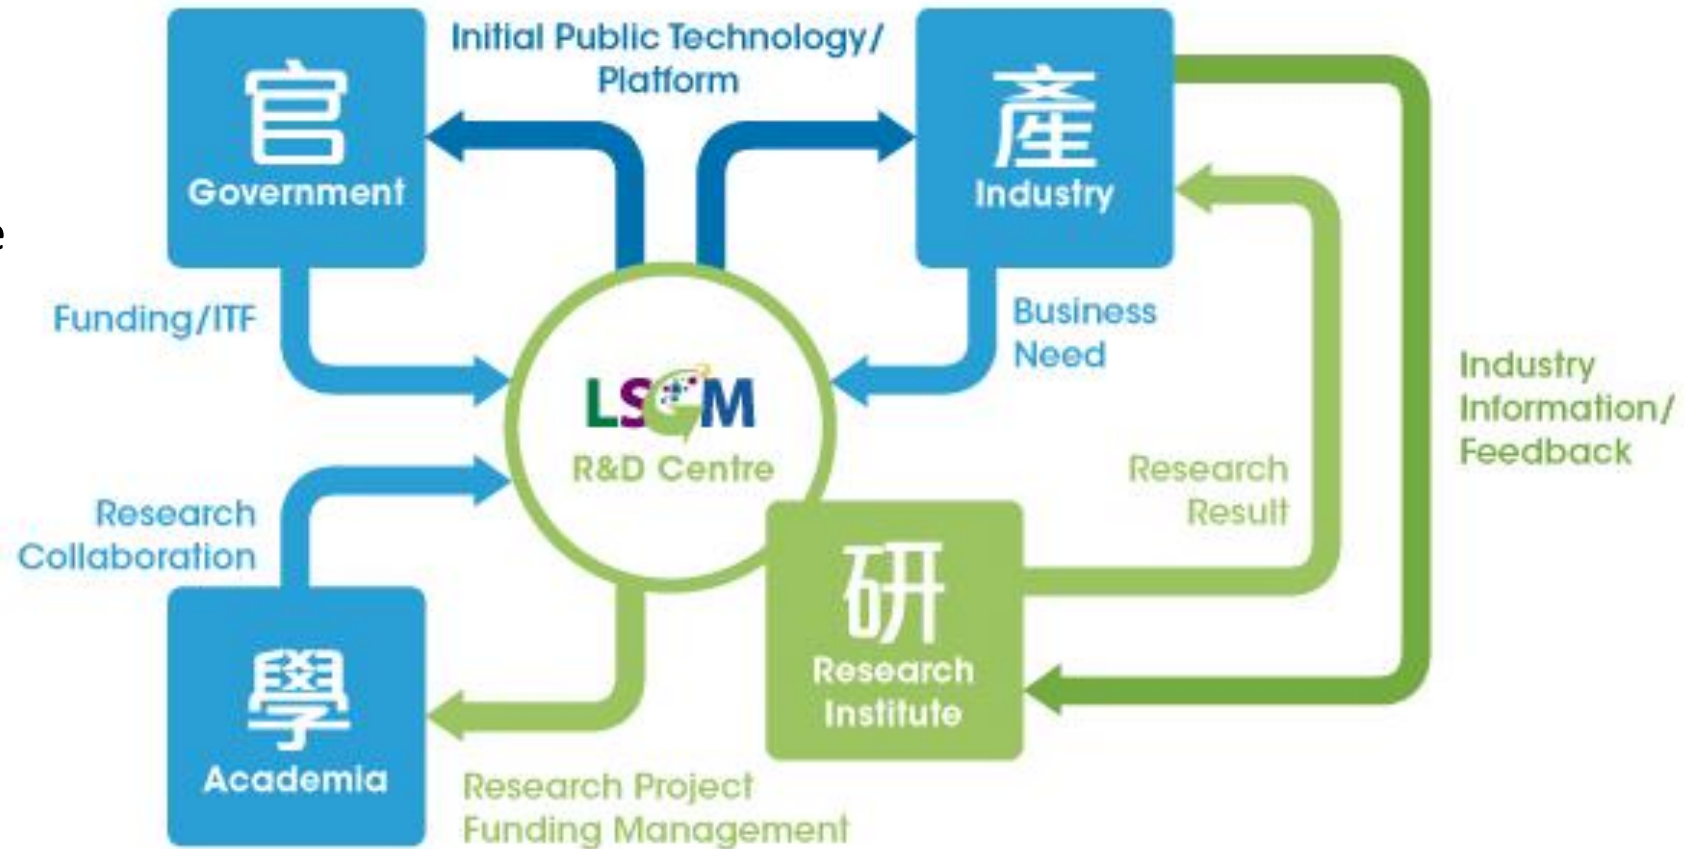 官
Government
Initial Public Technology/
Platform
產
Industry
e
Funding/ITF
Business
Need
LSCM
R&D Centre
Industry
Information/
Feedback
Research
Result
Research
Collaboration
學
Academia
研
Research
Institute
Research Project
Funding Management